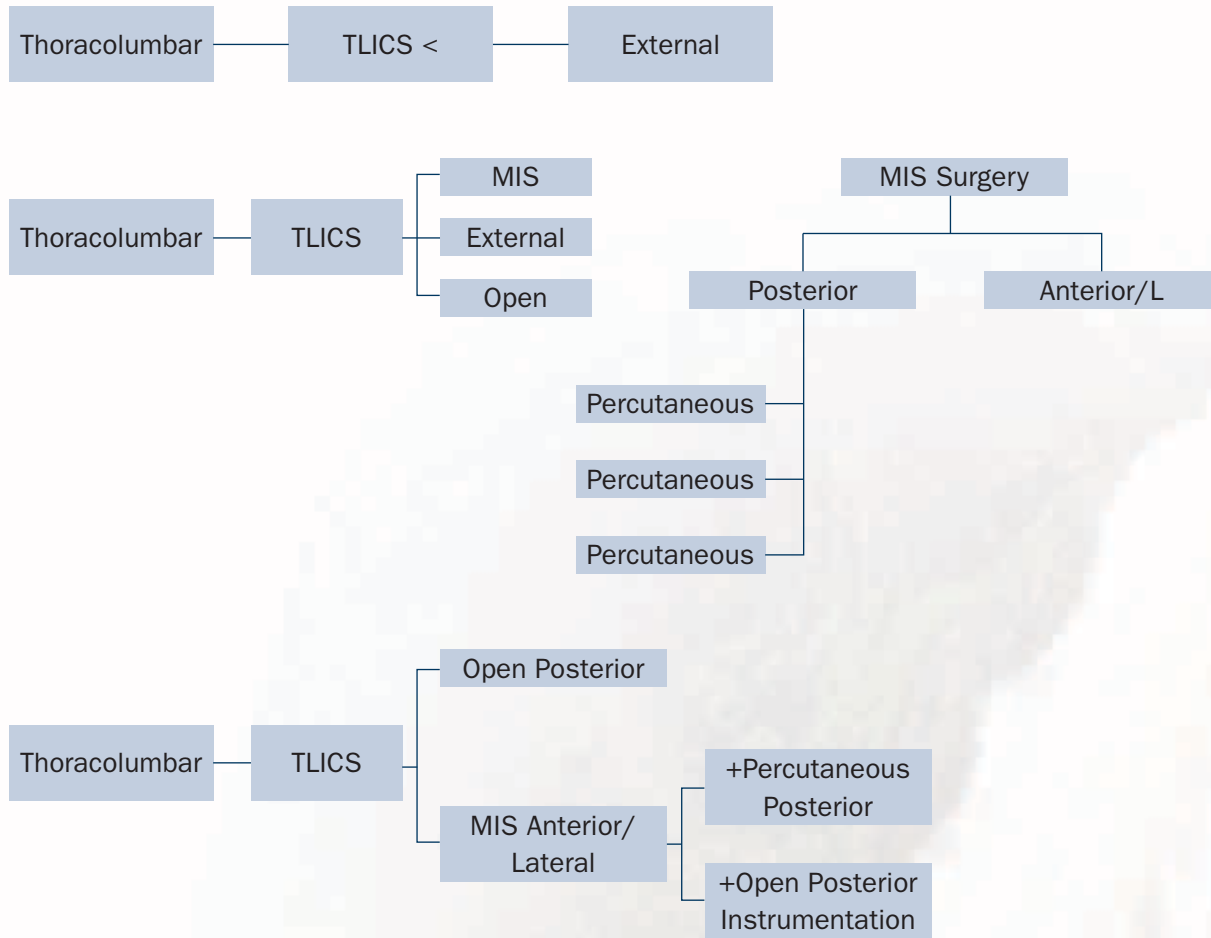 Thoracolumbar
TLICS <
External
Thoracolumbar
TLICS
MIS
External
Open
MIS Surgery
Posterior
Anterior/L
Percutaneous
Percutaneous
Percutaneous
Thoracolumbar
TLICS
Open Posterior
MIS Anterior/
Lateral
+Percutaneous
Posterior
+Open Posterior
Instrumentation